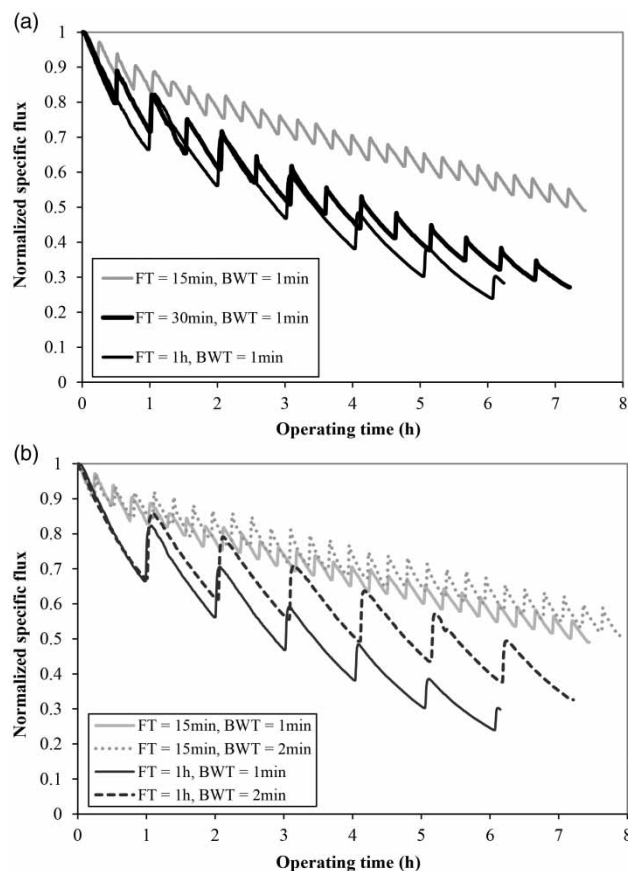 (a)
1
0.9
0.8
0.7
0.6
0.5
0.4
0.3
0.2
0.1
0
Normalized specific flux
FT = 15min, BWT = 1min
FT = 30min, BWT = 1min
FT = 1h, BWT = 1min
0 1 2 3 4 5 6 7 8
Operating time (h)
(b)
1
0.9
0.8
0.7
0.6
0.5
0.4
0.3
0.2
0.1
0
Normalized specific flux
FT = 15min, BWT = 1min
FT = 15min, BWT = 2min
FT = 1h, BWT = 1min
FT = 1h, BWT = 2min
0 1 2 3 4 5 6 7 8
Operating time (h)